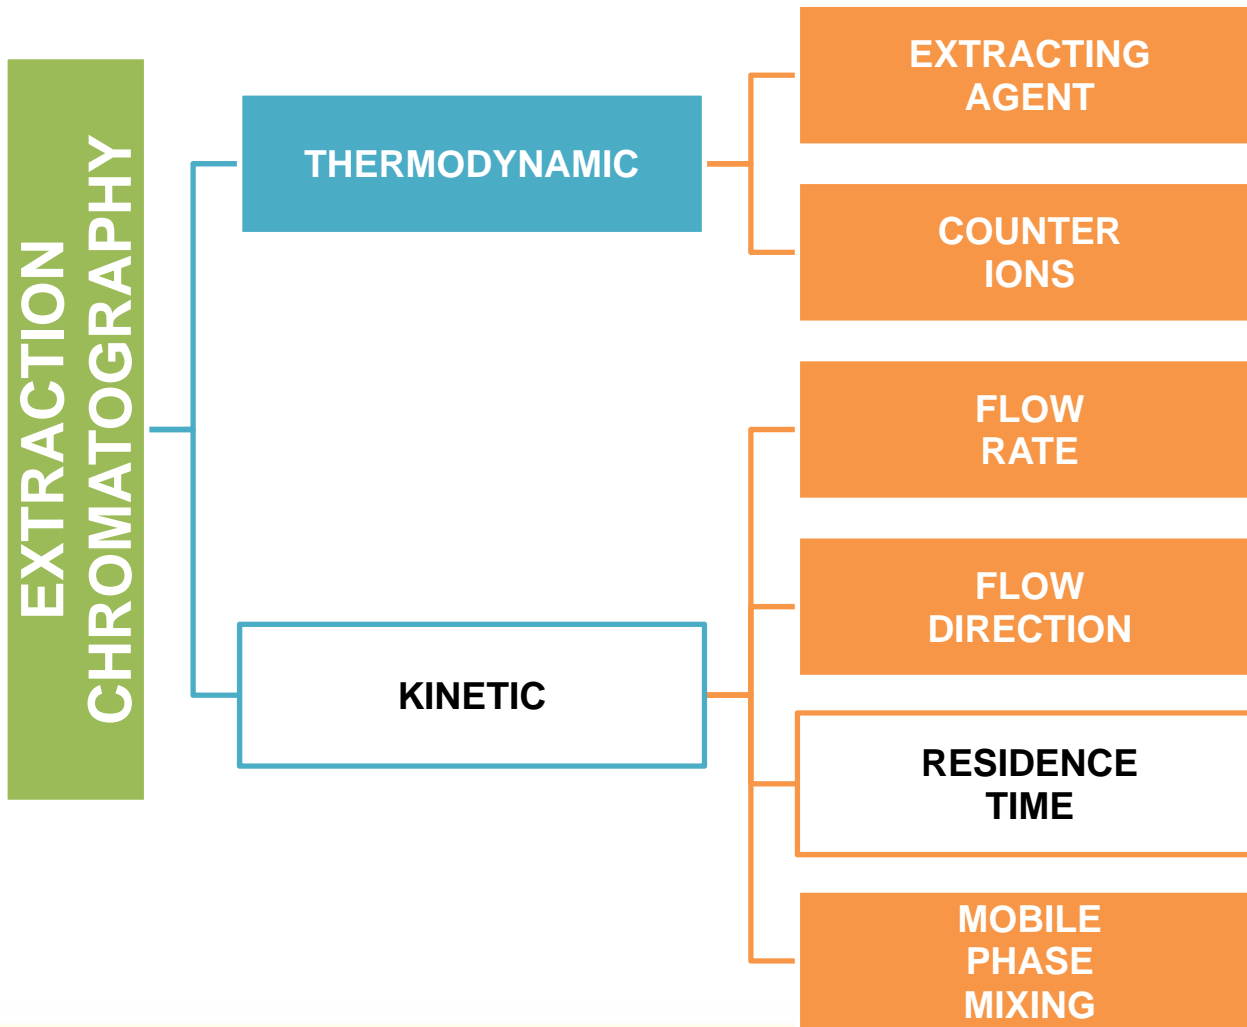 EXTRACTION
CHROMATOGRAPHY
THERMODYNAMIC
EXTRACTING
AGENT
COUNTER
IONS
KINETIC
FLOW
RATE
FLOW
DIRECTION
RESIDENCE
TIME
MOBILE
PHASE
MIXING